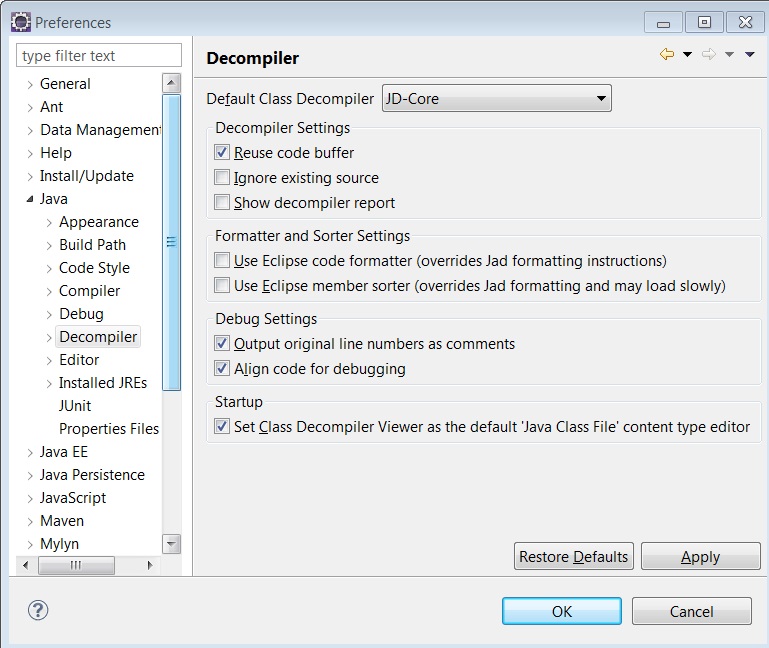 Preferences
type filter text
General
Ant
Data Management
Help
Install/Update
Java
Appearance
Build Path
Code Style
Compiler
Debug
Decompiler
Editor
Installed JREs
JUnit
Properties Files
Java EE
Java Persistence
JavaScript
Maven
Mylyn
Decompiler
Default Class Decompiler JD-Core
Decompiler Settings
Reuse code buffer
Ignore existing source
Show decompiler report
Formatter and Sorter Settings
Use Eclipse code formatter (overrides Jad formatting instructions)
Use Eclipse member sorter (overrides Jad formatting and may load slowly)
Debug Settings
Output original line numbers as comments
Align code for debugging
Startup
Set Class Decompiler Viewer as the default 'Java Class File' content type editor
Restore Defaults Apply
? OK Cancel